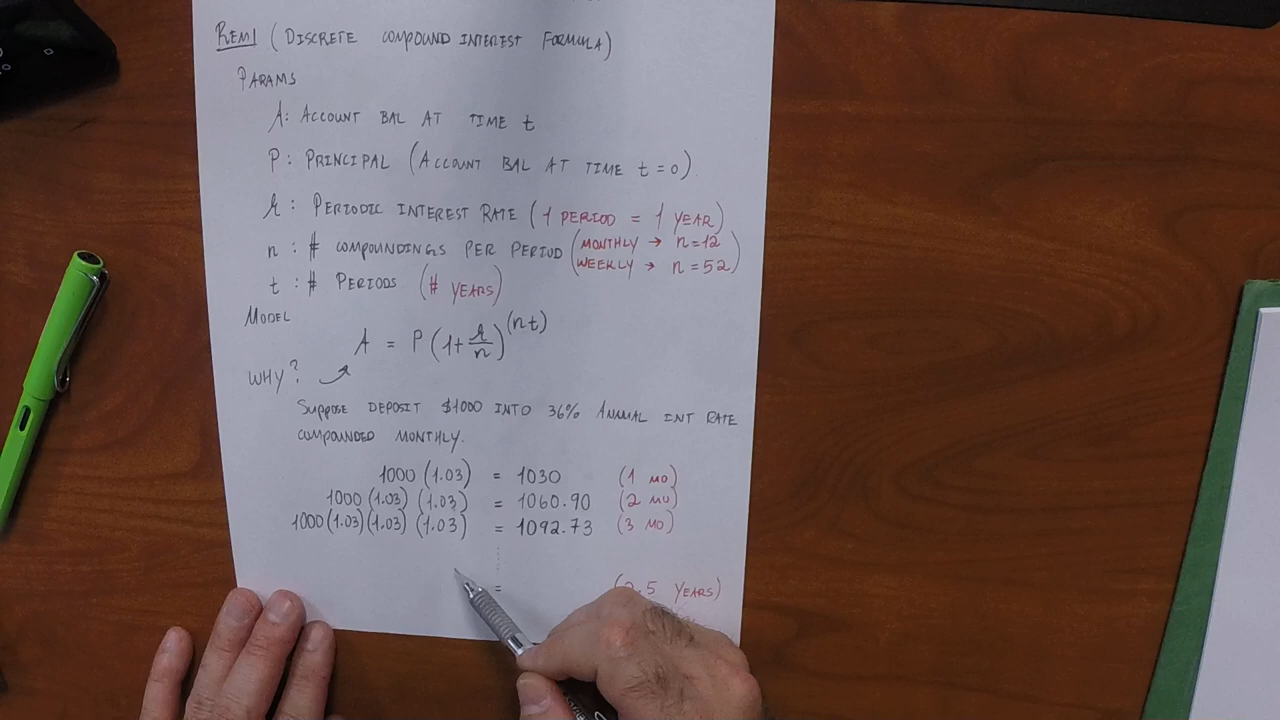 REM1 (DISCRETE COMPOUND INTEREST FORMULA)
PARAMS
A: ACCOUNT BAL AT TIME t
P: PRINCIPAL (ACCOUNT BAL AT TIME t=0).
r: PERIODIC INTEREST RATE (1 PERIOD = 1 YEAR)
n: # COMPOUNDINGS PER PERIOD (MONTHLY → n=12
WEEKLY → n=52)
t: # PERIODS (# YEARS)
MODEL
A = P(1+r/n)^(nt)
WHY?
SUPPOSE DEPOSIT $1000 INTO 36% ANNUAL INT RATE
COMPOUNDED MONTHLY.
1000(1.03) = 1030 (1 MO)
1000(1.03)(1.03) = 1060.90 (2 MO)
1000(1.03)(1.03)(1.03) = 1092.73 (3 MO)
= .5 YEARS)